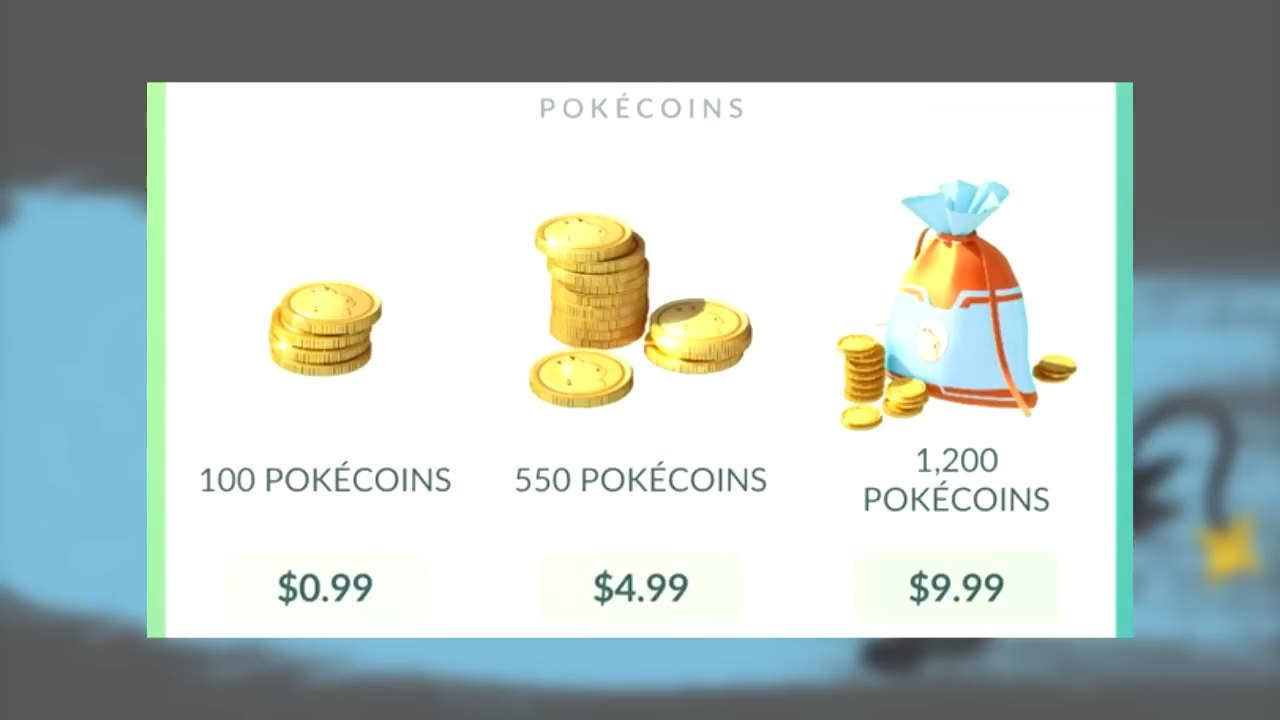 POKÉCOINS
100 POKÉCOINS
550 POKÉCOINS
1,200
POKÉCOINS
$0.99
$4.99
$9.99